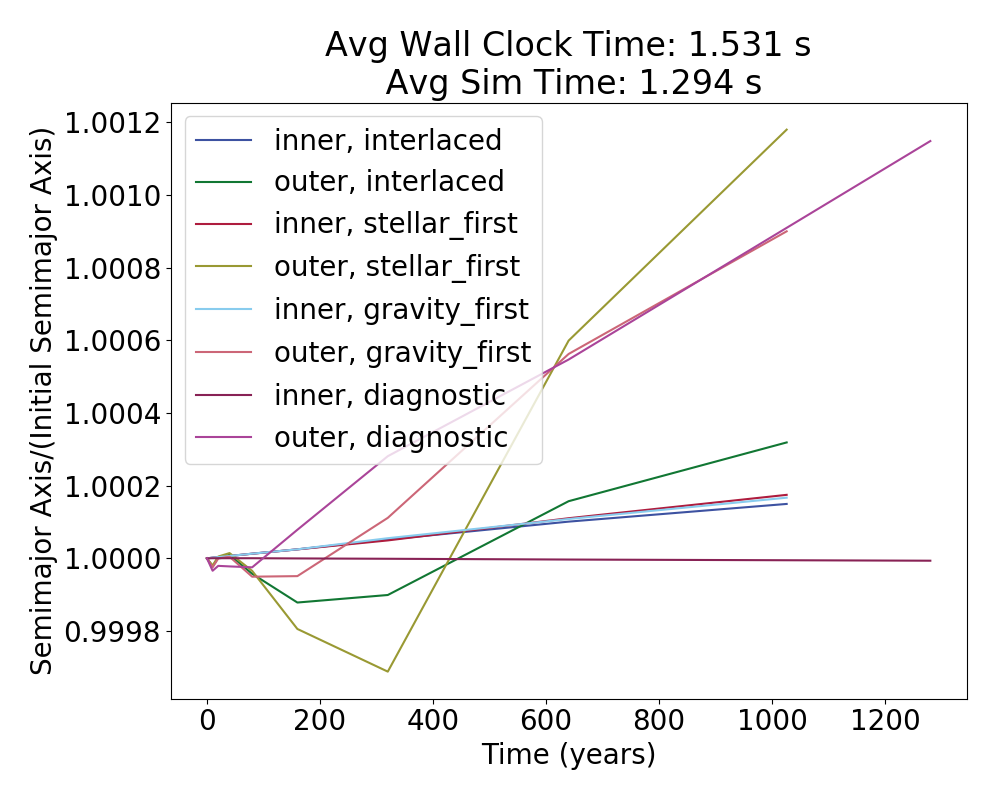 Avg Wall Clock Time: 1.531 s
Avg Sim Time: 1.294 s
Semimajor Axis/(Initial Semimajor Axis)
1.0012
1.0010
1.0008
1.0006
1.0004
1.0002
1.0000
0.9998
inner, interlaced
outer, interlaced
inner, stellar_first
outer, stellar_first
inner, gravity_first
outer, gravity_first
inner, diagnostic
outer, diagnostic
0 200 400 600 800 1000 1200
Time (years)